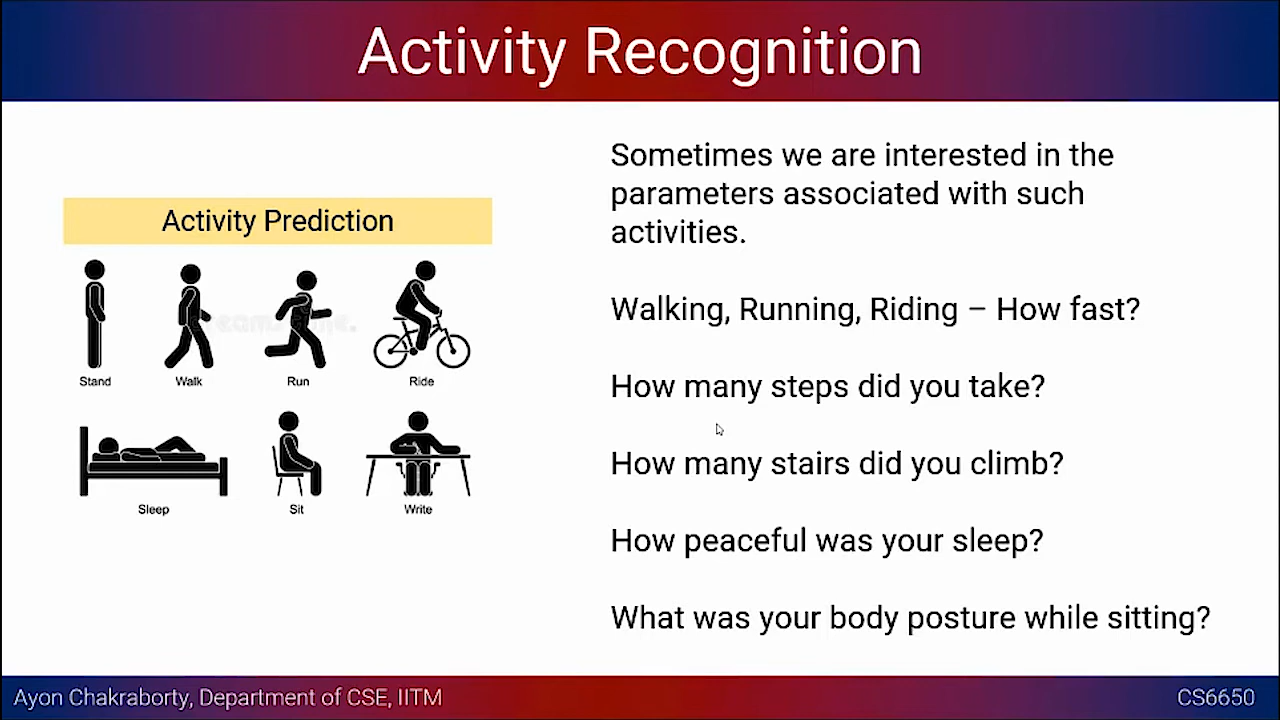 Activity Recognition
Activity Prediction
Stand
Walk
Run
Ride
Sleep
Sit
Write
Sometimes we are interested in the
parameters associated with such
activities.
Walking, Running, Riding – How fast?
How many steps did you take?
How many stairs did you climb?
How peaceful was your sleep?
What was your body posture while sitting?
Ayon Chakraborty, Department of CSE, IITM
CS6650